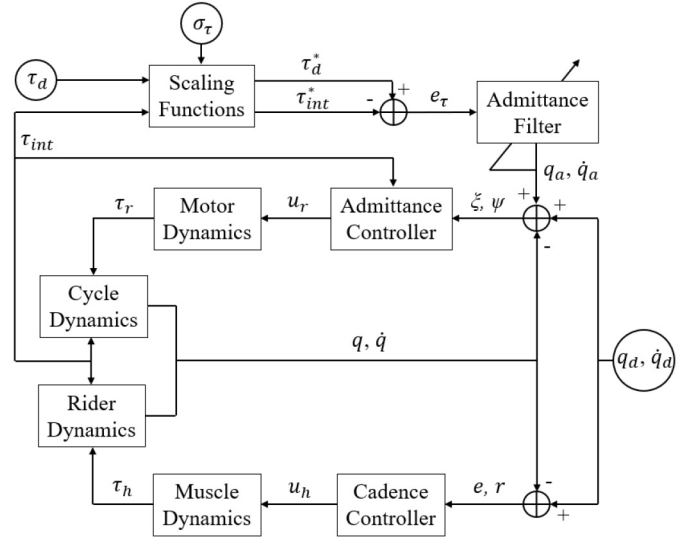 σ_τ
τ_d
Scaling
Functions
τ_d^*
τ_int^*
-
+
e_τ
Admittance
Filter
τ_int
q_a, q̇_a
τ_r
Motor
Dynamics
u_r
Admittance
Controller
ξ, ψ
+
+
-
Cycle
Dynamics
q, q̇
q_d, q̇_d
Rider
Dynamics
τ_h
Muscle
Dynamics
u_h
Cadence
Controller
e, r
-
+